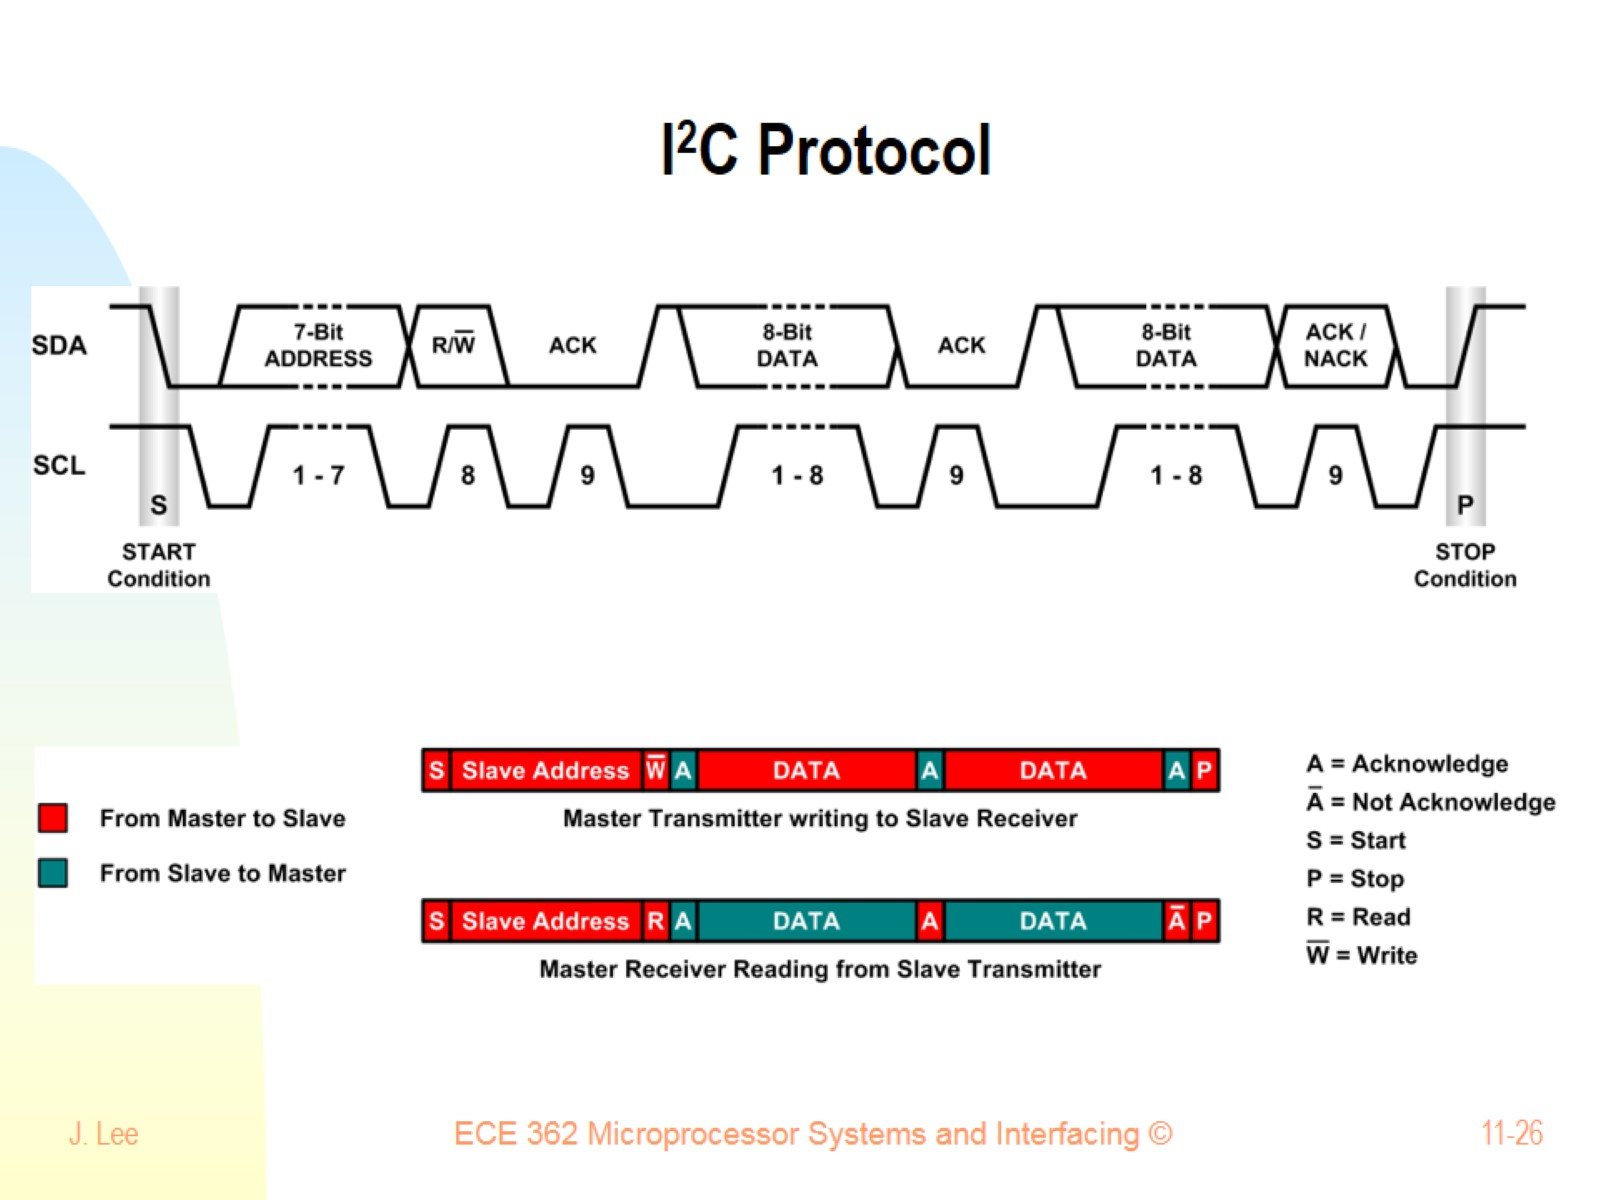 I²C Protocol
SDA
7-Bit
ADDRESS
R/W̅
ACK
8-Bit
DATA
ACK
8-Bit
DATA
ACK /
NACK
SCL
S
1 - 7
8
9
1 - 8
9
1 - 8
9
P
START
Condition
STOP
Condition
S Slave Address W̅ A DATA A DATA A P
Master Transmitter writing to Slave Receiver
From Master to Slave
From Slave to Master
S Slave Address R A DATA A DATA A̅ P
Master Receiver Reading from Slave Transmitter
A = Acknowledge
A̅ = Not Acknowledge
S = Start
P = Stop
R = Read
W̅ = Write
J. Lee
ECE 362 Microprocessor Systems and Interfacing ©
11-26